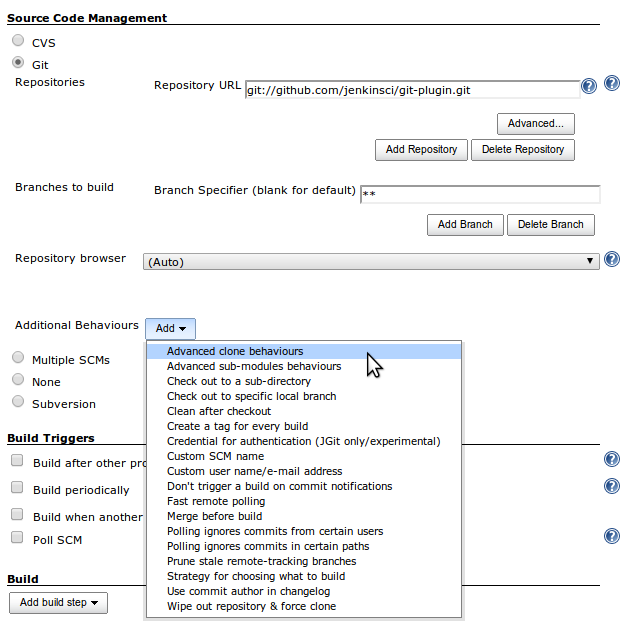 Source Code Management
CVS
Git
Repositories
Repository URL git://github.com/jenkinsci/git-plugin.git
Advanced...
Add Repository Delete Repository
Branches to build
Branch Specifier (blank for default) **
Add Branch Delete Branch
Repository browser (Auto)
Additional Behaviours Add
Advanced clone behaviours
Advanced sub-modules behaviours
Check out to a sub-directory
Check out to specific local branch
Clean after checkout
Create a tag for every build
Credential for authentication (JGit only/experimental)
Custom SCM name
Custom user name/e-mail address
Don't trigger a build on commit notifications
Fast remote polling
Merge before build
Polling ignores commits from certain users
Polling ignores commits in certain paths
Prune stale remote-tracking branches
Strategy for choosing what to build
Use commit author in changelog
Wipe out repository & force clone
Multiple SCMs
None
Subversion
Build Triggers
Build after other pro
Build periodically
Build when another
Poll SCM
Build
Add build step